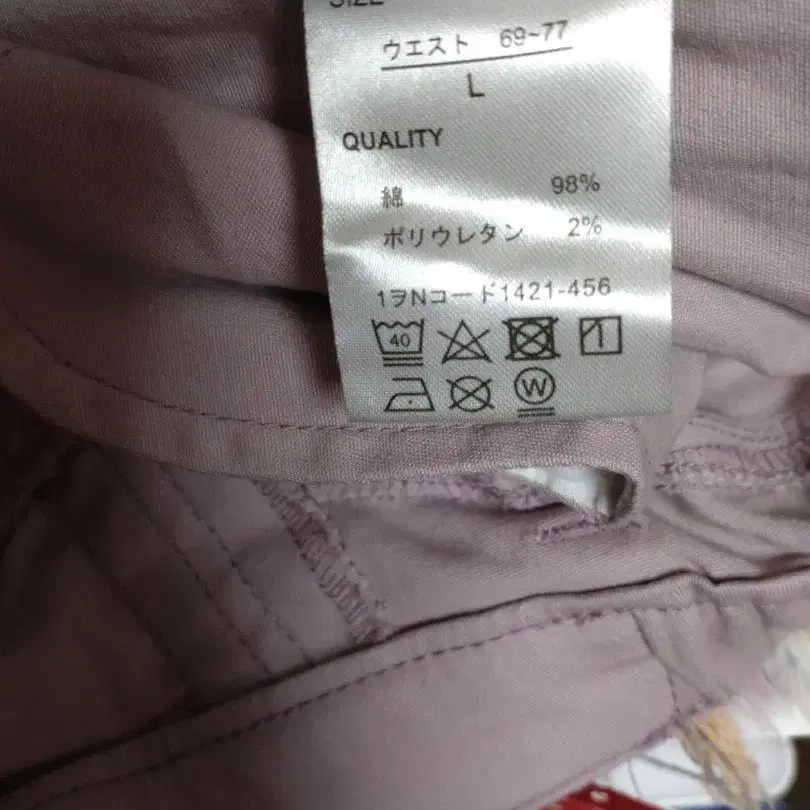 SIZE
ウエスト 69-77
L
QUALITY
綿 98%
ポリウレタン 2%
1ヲNコード1421-456
40
W